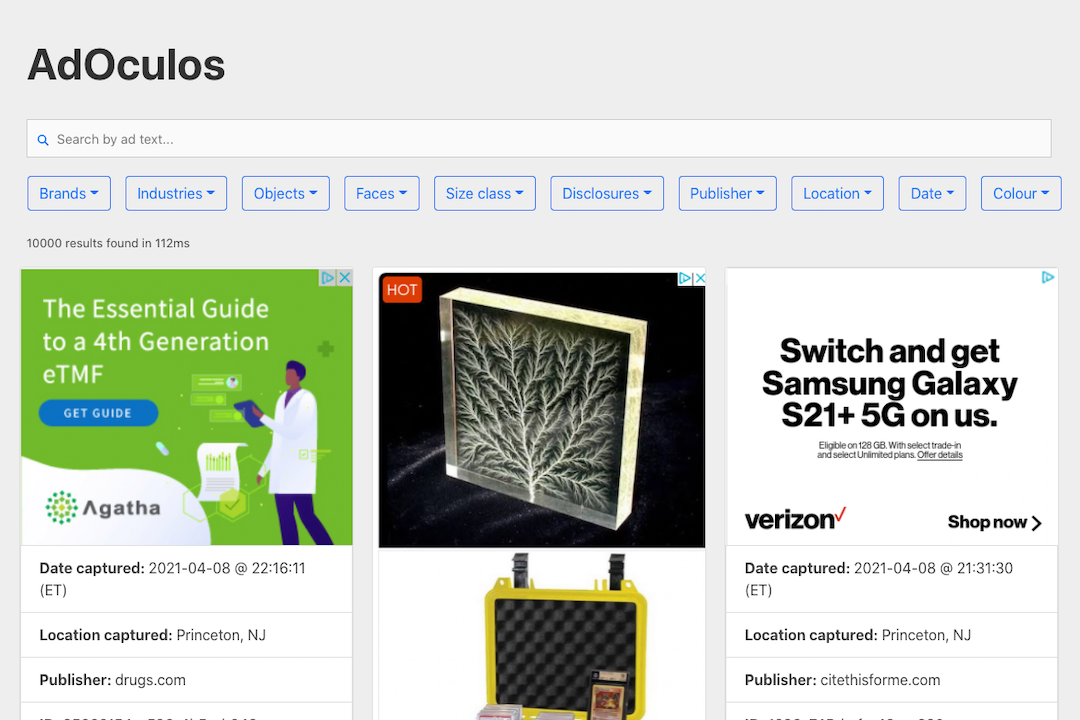 AdOculos
Search by ad text...
Brands Industries Objects Faces Size class Disclosures Publisher Location Date Colour
10000 results found in 112ms
The Essential Guide
to a 4th Generation
eTMF
GET GUIDE
Agatha
Date captured: 2021-04-08 @ 22:16:11
(ET)
Location captured: Princeton, NJ
Publisher: drugs.com
HOT
Switch and get
Samsung Galaxy
S21+ 5G on us.
Eligible on 128 GB. With select trade-in
and select Unlimited plans. Offer details
verizon
Shop now
Date captured: 2021-04-08 @ 21:31:30
(ET)
Location captured: Princeton, NJ
Publisher: citethisforme.com